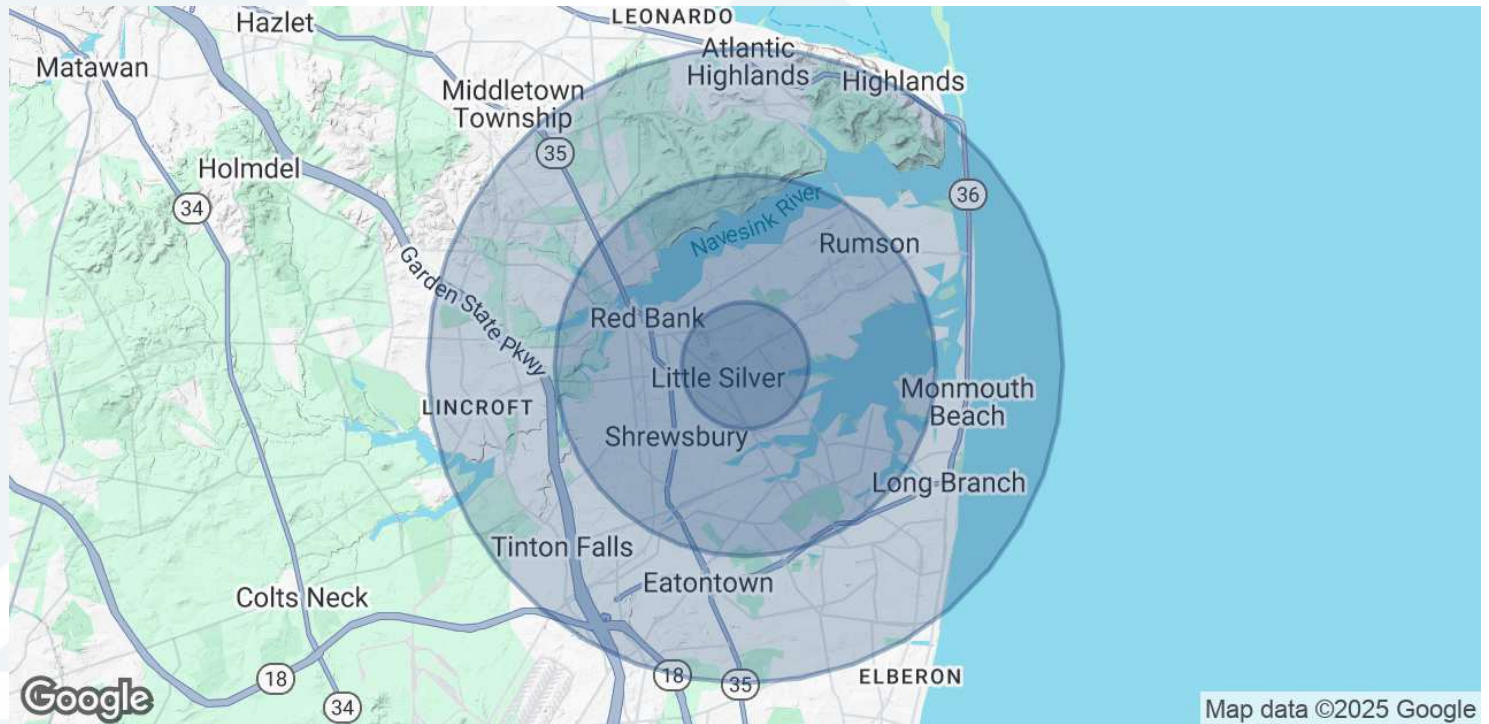 LEONARDO
Hazlet
Atlantic
Highlands
Highlands
Matawan
Middletown
Township
35
Holmdel
34
36
Navesink River
Rumson
Garden State Pkwy
Red Bank
Little Silver
Monmouth
Beach
LINCROFT
Shrewsbury
Long Branch
Tinton Falls
Eatontown
Colts Neck
18
34
18
35
ELBERON
Google
Map data ©2025 Google